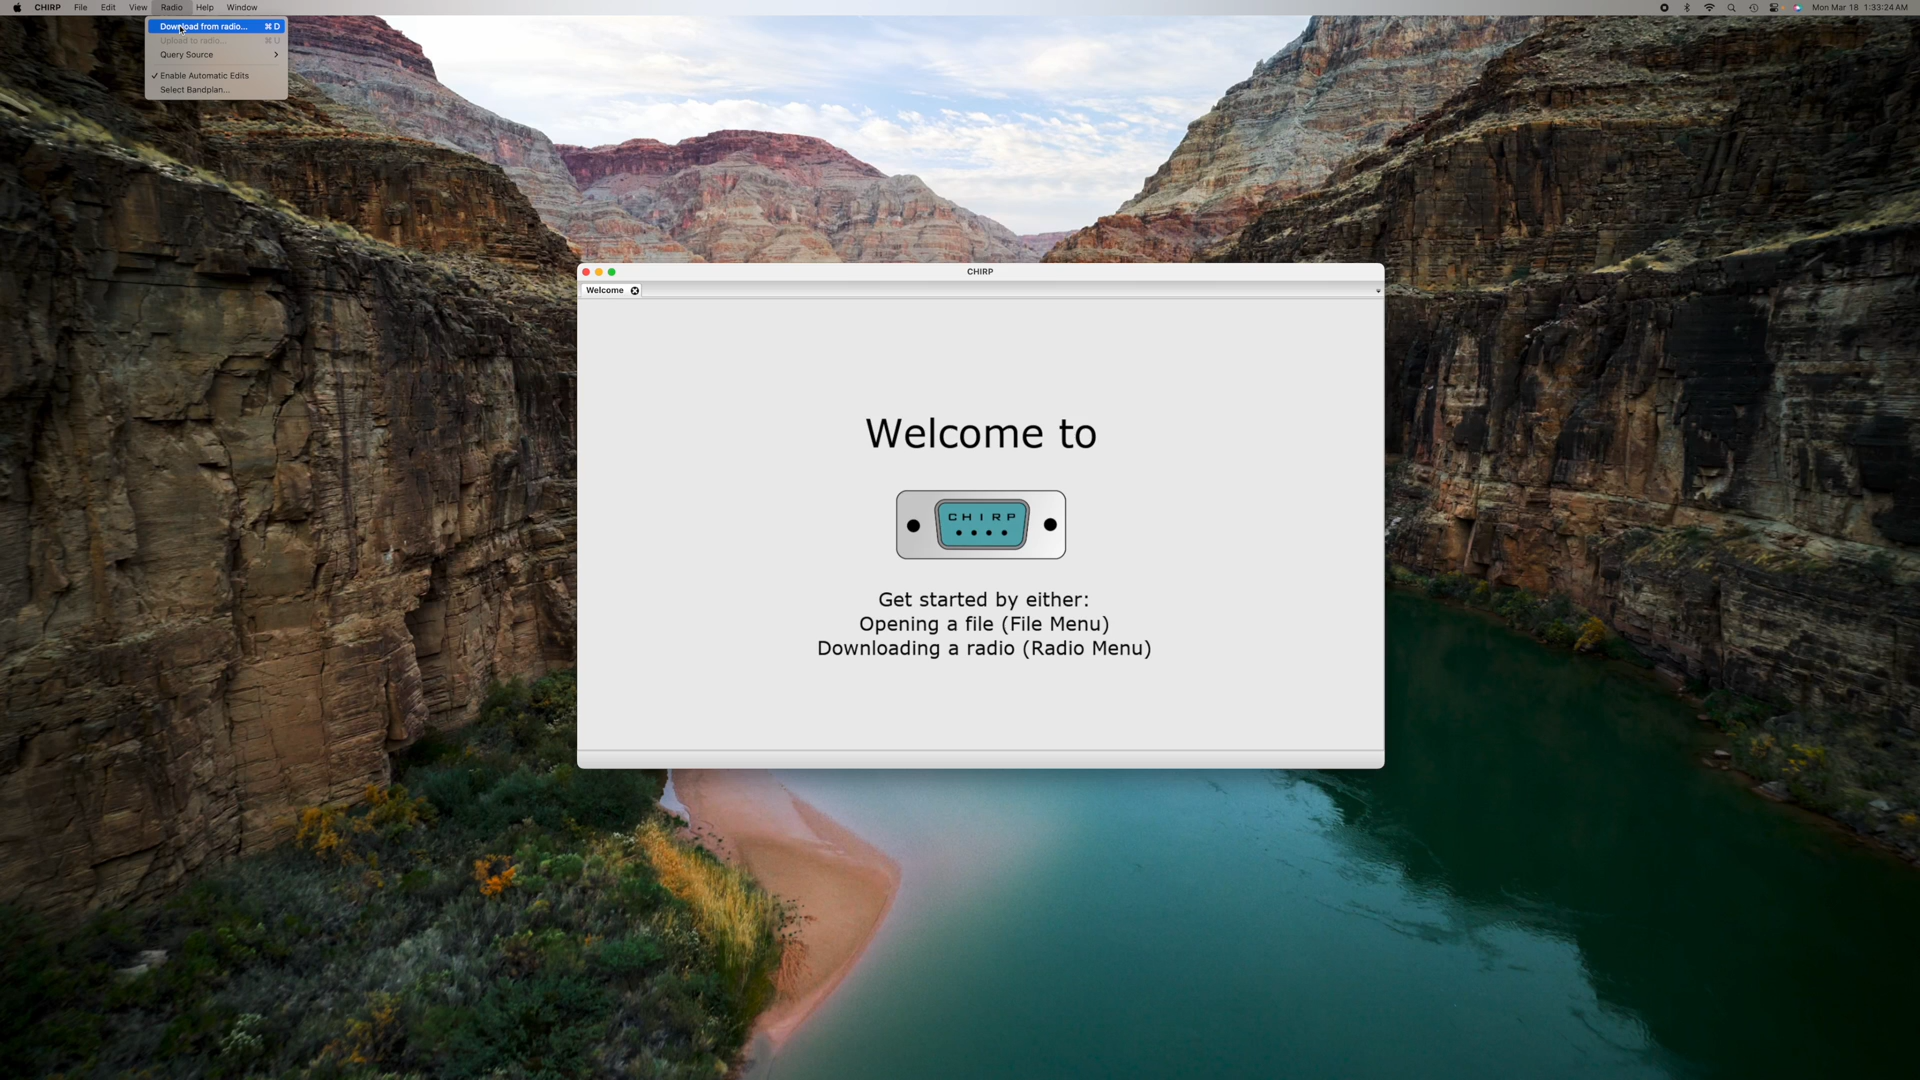 CHIRP File Edit View Radio Help Window Mon Mar 18 1:33:24 AM
Download from radio... ⌘ D
Upload to radio... ⌘ U
Query Source >
✓ Enable Automatic Edits
Select Bandplan...
CHIRP
Welcome
Welcome to
CHIRP
Get started by either:
Opening a file (File Menu)
Downloading a radio (Radio Menu)